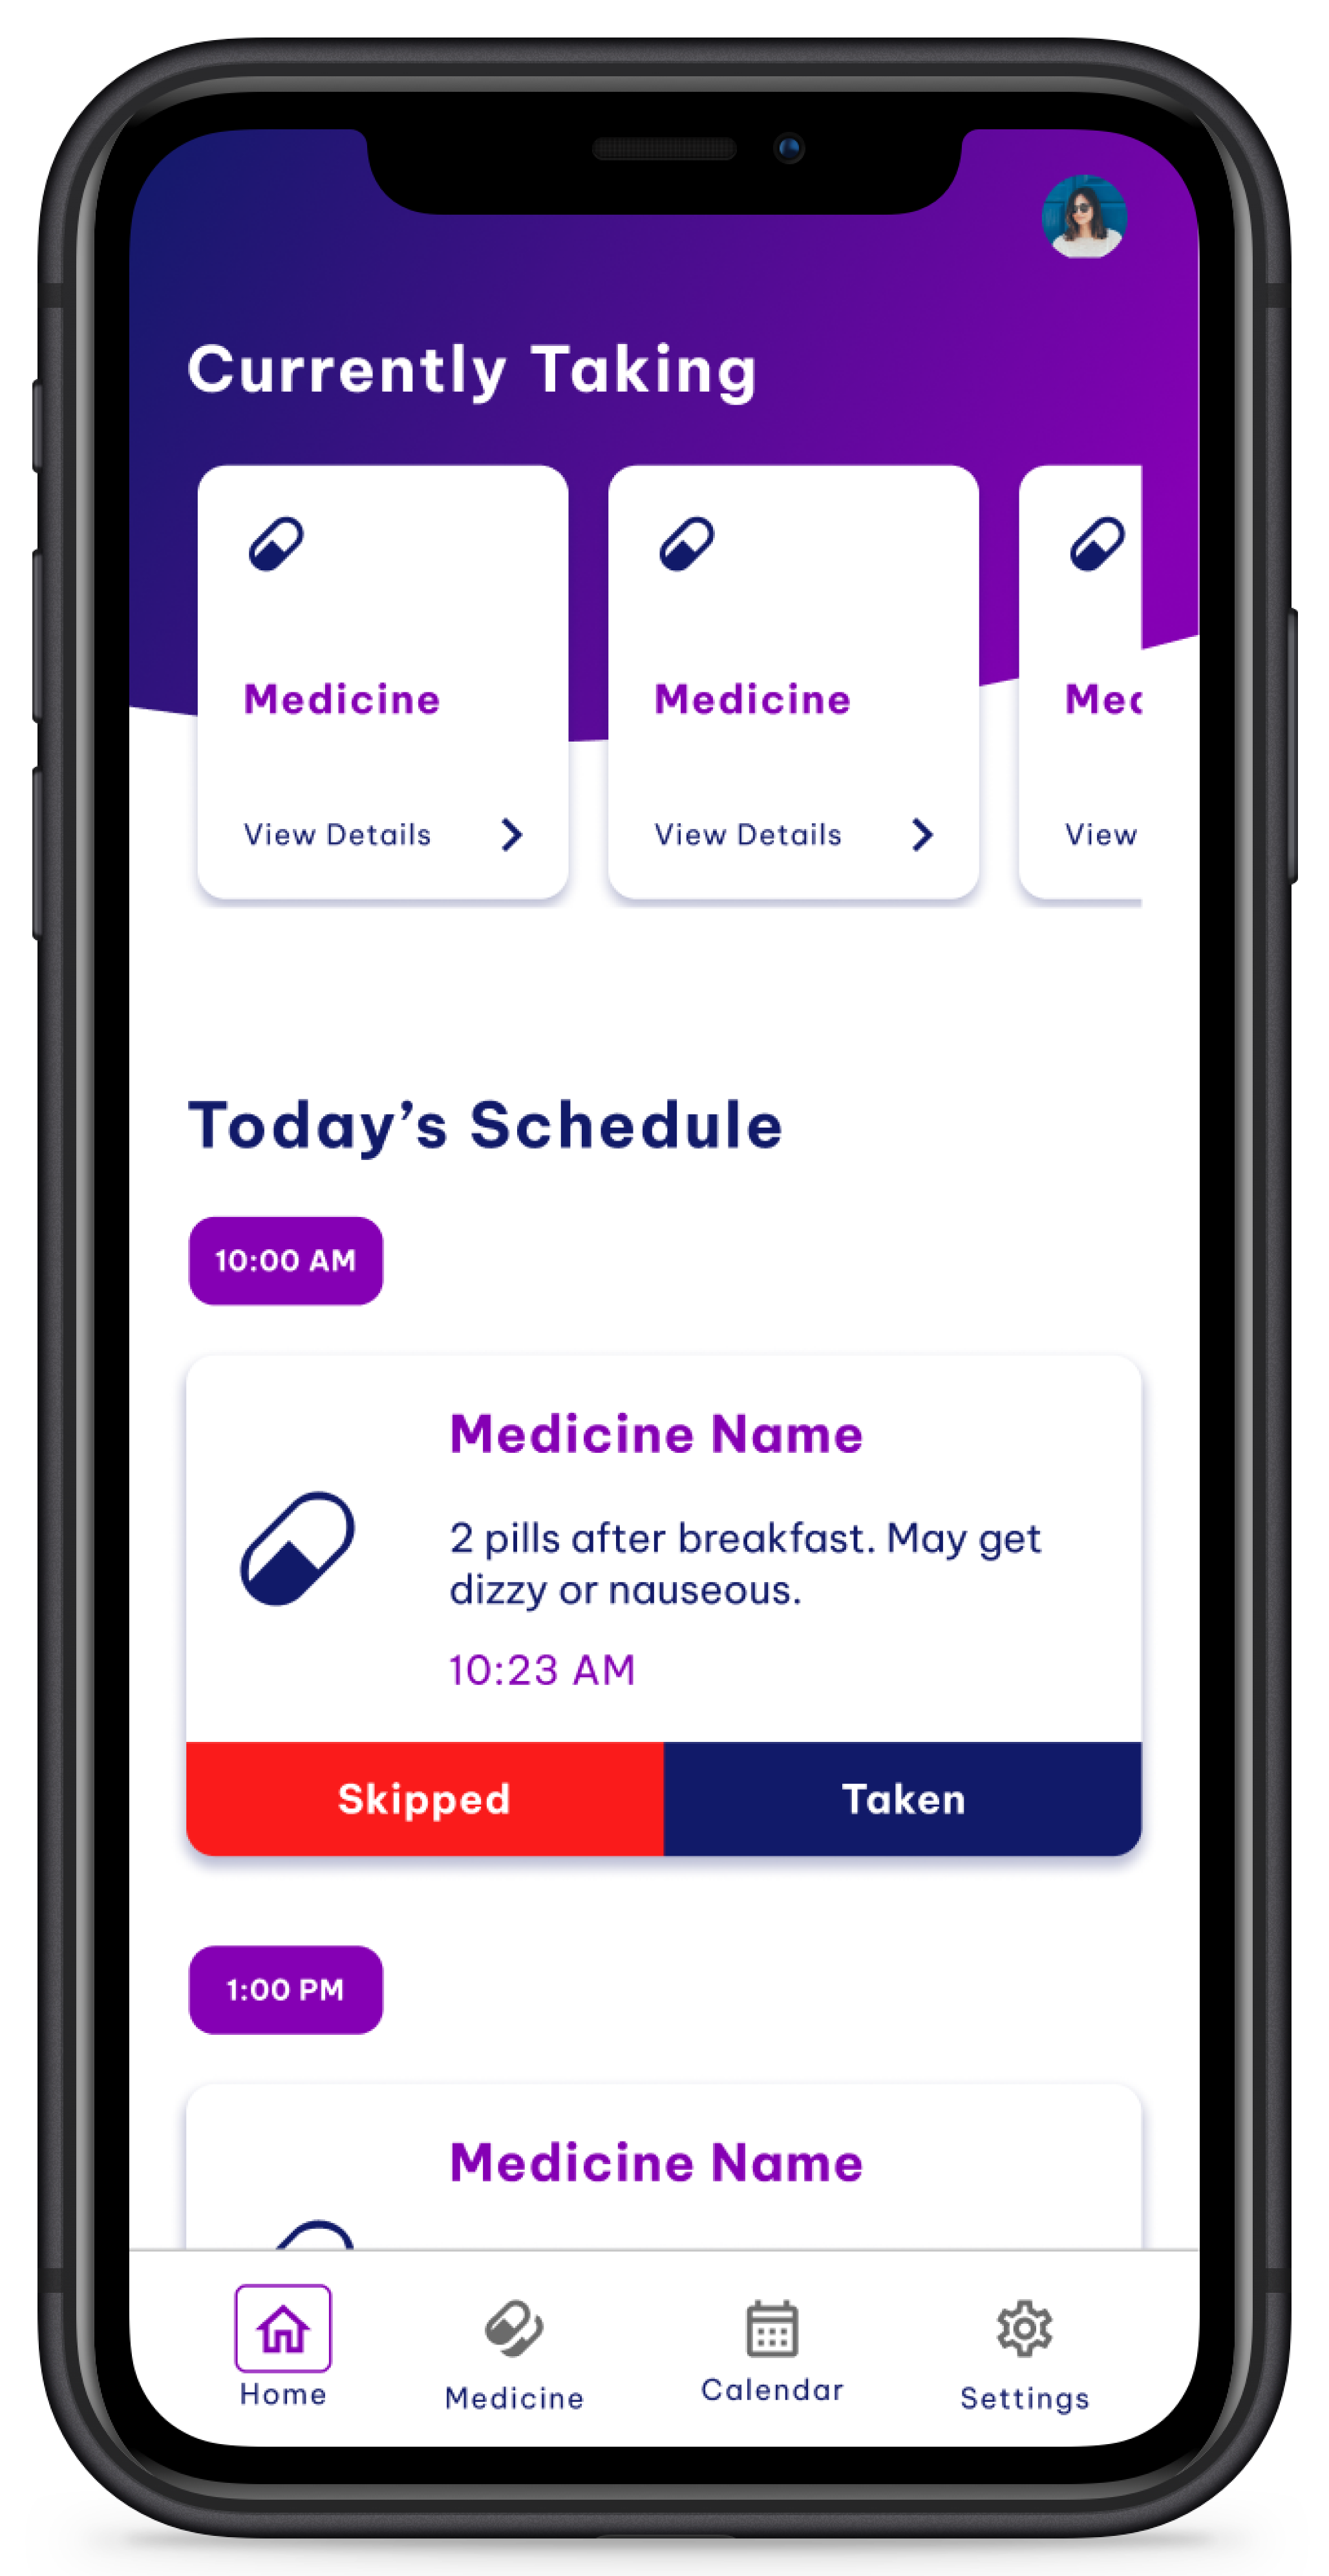 Currently Taking
Medicine
View Details
Medicine
View Details
Med
View
Today’s Schedule
10:00 AM
Medicine Name
2 pills after breakfast. May get
dizzy or nauseous.
10:23 AM
Skipped
Taken
1:00 PM
Medicine Name
Home
Medicine
Calendar
Settings